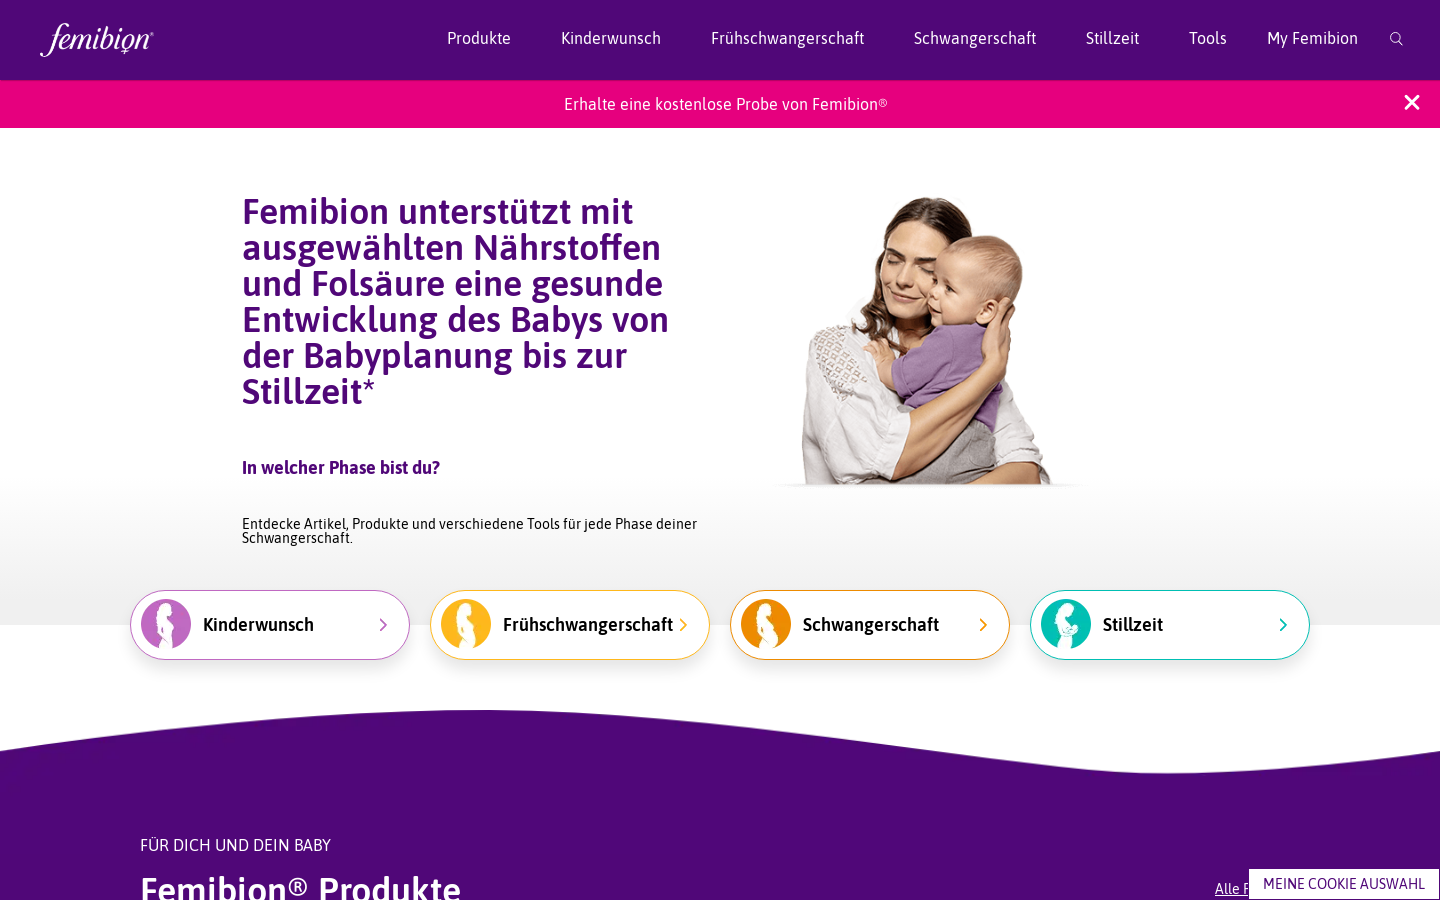 femibion®
Produkte
Kinderwunsch
Frühschwangerschaft
Schwangerschaft
Stillzeit
Tools
My Femibion
Erhalte eine kostenlose Probe von Femibion®
Femibion unterstützt mit
ausgewählten Nährstoffen
und Folsäure eine gesunde
Entwicklung des Babys von
der Babyplanung bis zur
Stillzeit*
In welcher Phase bist du?
Entdecke Artikel, Produkte und verschiedene Tools für jede Phase deiner
Schwangerschaft.
Kinderwunsch
Frühschwangerschaft
Schwangerschaft
Stillzeit
FÜR DICH UND DEIN BABY
Femibion® Produkte
Alle
MEINE COOKIE AUSWAHL